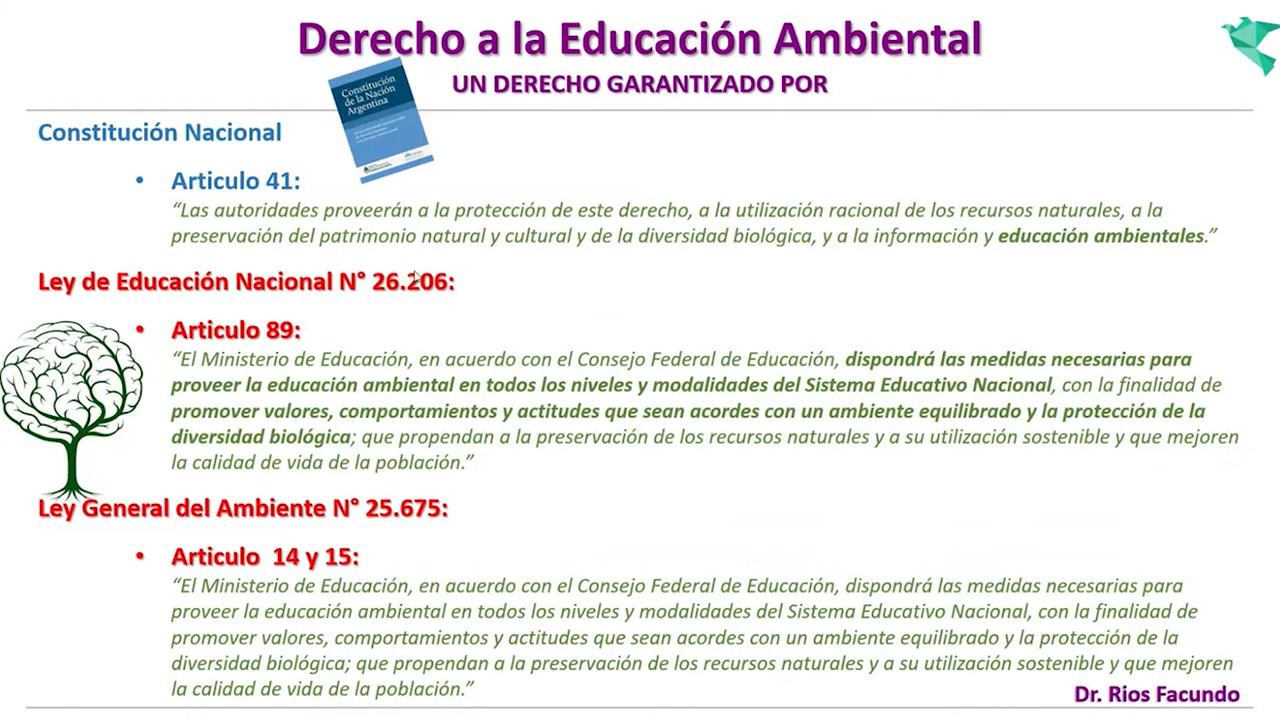 Derecho a la Educación Ambiental
UN DERECHO GARANTIZADO POR
Constitución
de la Nación
Argentina
Constitución Nacional
• Articulo 41:
“Las autoridades proveerán a la protección de este derecho, a la utilización racional de los recursos naturales, a la
preservación del patrimonio natural y cultural y de la diversidad biológica, y a la información y educación ambientales.”
Ley de Educación Nacional N° 26.206:
• Articulo 89:
“El Ministerio de Educación, en acuerdo con el Consejo Federal de Educación, dispondrá las medidas necesarias para
proveer la educación ambiental en todos los niveles y modalidades del Sistema Educativo Nacional, con la finalidad de
promover valores, comportamientos y actitudes que sean acordes con un ambiente equilibrado y la protección de la
diversidad biológica; que propendan a la preservación de los recursos naturales y a su utilización sostenible y que mejoren
la calidad de vida de la población.”
Ley General del Ambiente N° 25.675:
• Articulo 14 y 15:
“El Ministerio de Educación, en acuerdo con el Consejo Federal de Educación, dispondrá las medidas necesarias para
proveer la educación ambiental en todos los niveles y modalidades del Sistema Educativo Nacional, con la finalidad de
promover valores, comportamientos y actitudes que sean acordes con un ambiente equilibrado y la protección de la
diversidad biológica; que propendan a la preservación de los recursos naturales y a su utilización sostenible y que mejoren
la calidad de vida de la población.”
Dr. Rios Facundo